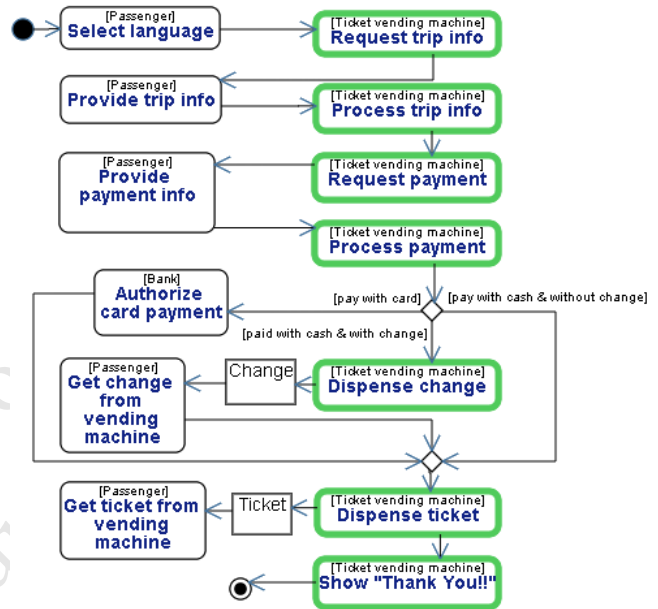 [Passenger]
Select language
[Ticket vending machine]
Request trip info
[Passenger]
Provide trip info
[Ticket vending machine]
Process trip info
[Passenger]
Provide
payment info
[Ticket vending machine]
Request payment
[Ticket vending machine]
Process payment
[Bank]
Authorize
card payment
[pay with card]
[pay with cash & without change]
[paid with cash & with change]
[Passenger]
Get change
from
vending
machine
Change
[Ticket vending machine]
Dispense change
[Passenger]
Get ticket from
vending
machine
Ticket
[Ticket vending machine]
Dispense ticket
[Ticket vending machine]
Show "Thank You!!"